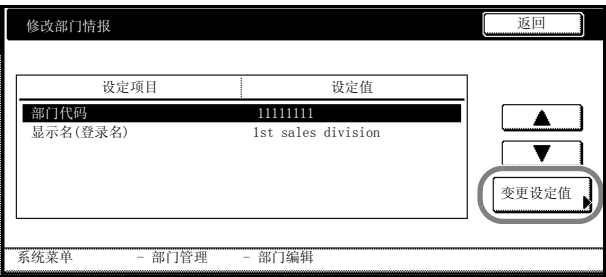 修改部门情报 返回
设定项目 设定值
部门代码 11111111
显示名(登录名) 1st sales division
变更设定值
系统菜单 - 部门管理 - 部门编辑